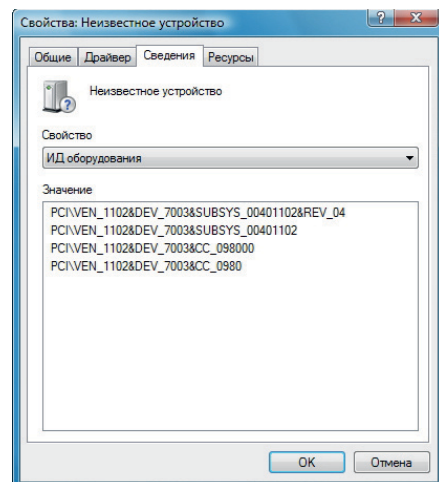 Свойства: Неизвестное устройство
Общие Драйвер Сведения Ресурсы
Неизвестное устройство
Свойство
ИД оборудования
Значение
PCI\VEN_1102&DEV_7003&SUBSYS_00401102&REV_04
PCI\VEN_1102&DEV_7003&SUBSYS_00401102
PCI\VEN_1102&DEV_7003&CC_098000
PCI\VEN_1102&DEV_7003&CC_0980
OK Отмена